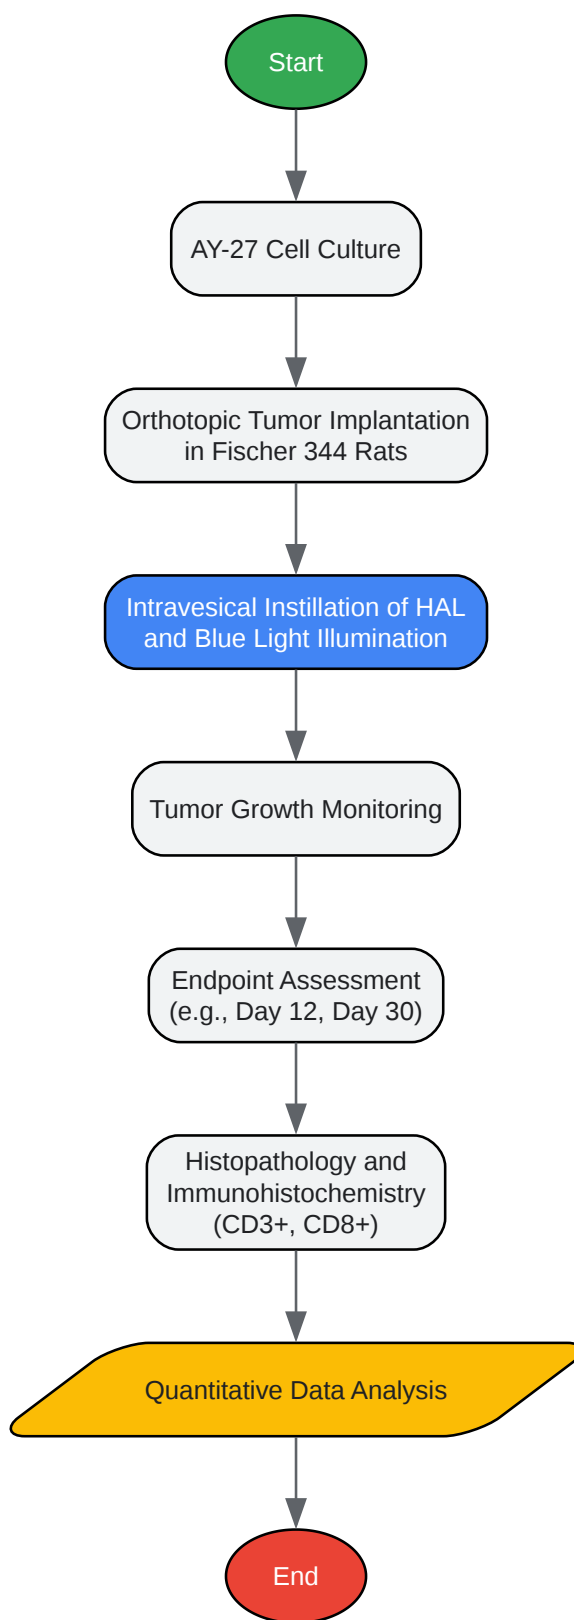 Start
AY-27 Cell Culture
Orthotopic Tumor Implantation
in Fischer 344 Rats
Intravesical Instillation of HAL
and Blue Light Illumination
Tumor Growth Monitoring
Endpoint Assessment
(e.g., Day 12, Day 30)
Histopathology and
Immunohistochemistry
(CD3+, CD8+)
Quantitative Data Analysis
End